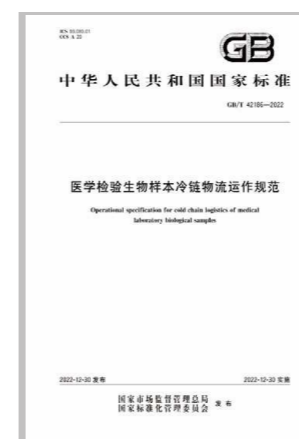 GB
中华人民共和国国家标准
GB/T 42186—2022
医学检验生物样本冷链物流运作规范
Operational specification for cold chain logistics of medical
laboratory biological samples
2022-12-30 发布
2022-12-30 实施
国家市场监督管理总局
国家标准化管理委员会
发布